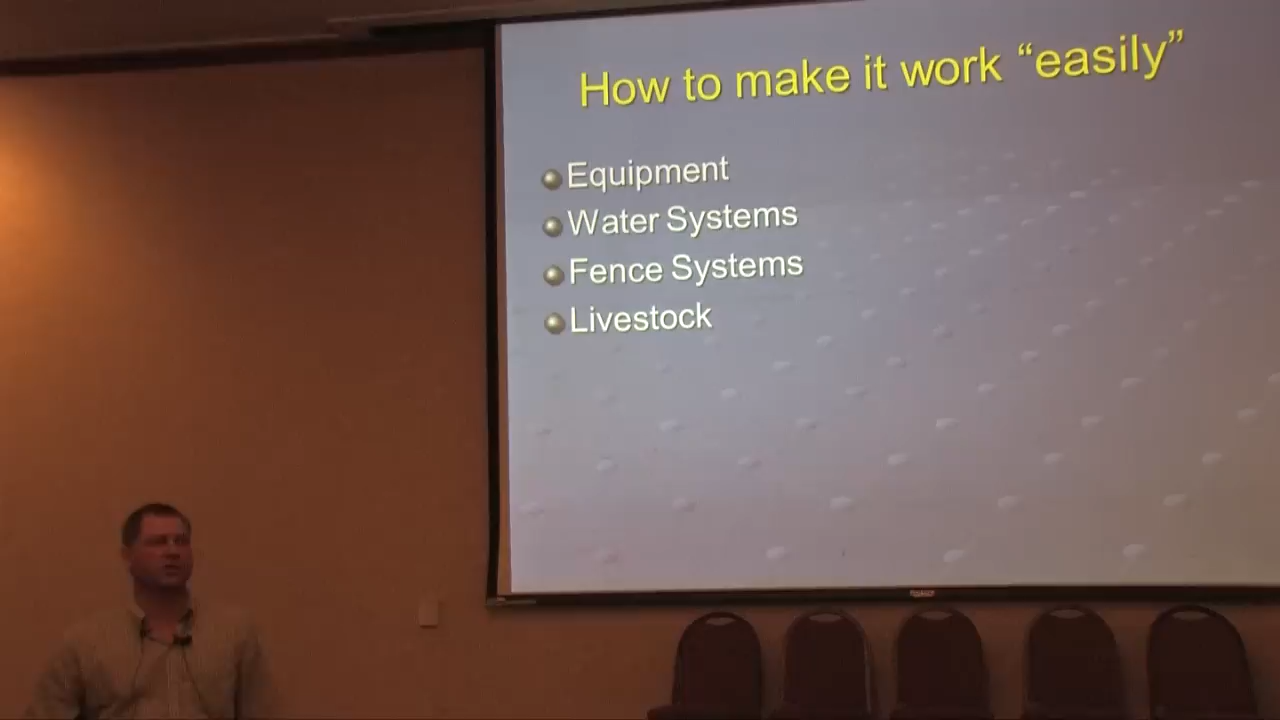 How to make it work “easily”
Equipment
Water Systems
Fence Systems
Livestock